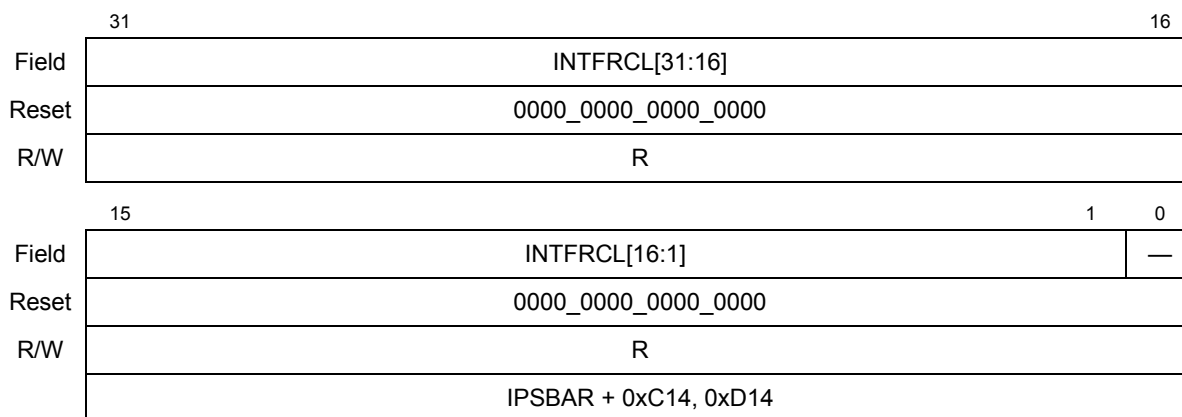 31 16
Field INTFRCL[31:16]
Reset 0000_0000_0000_0000
R/W R
15 1 0
Field INTFRCL[16:1] —
Reset 0000_0000_0000_0000
R/W R
IPSBAR + 0xC14, 0xD14